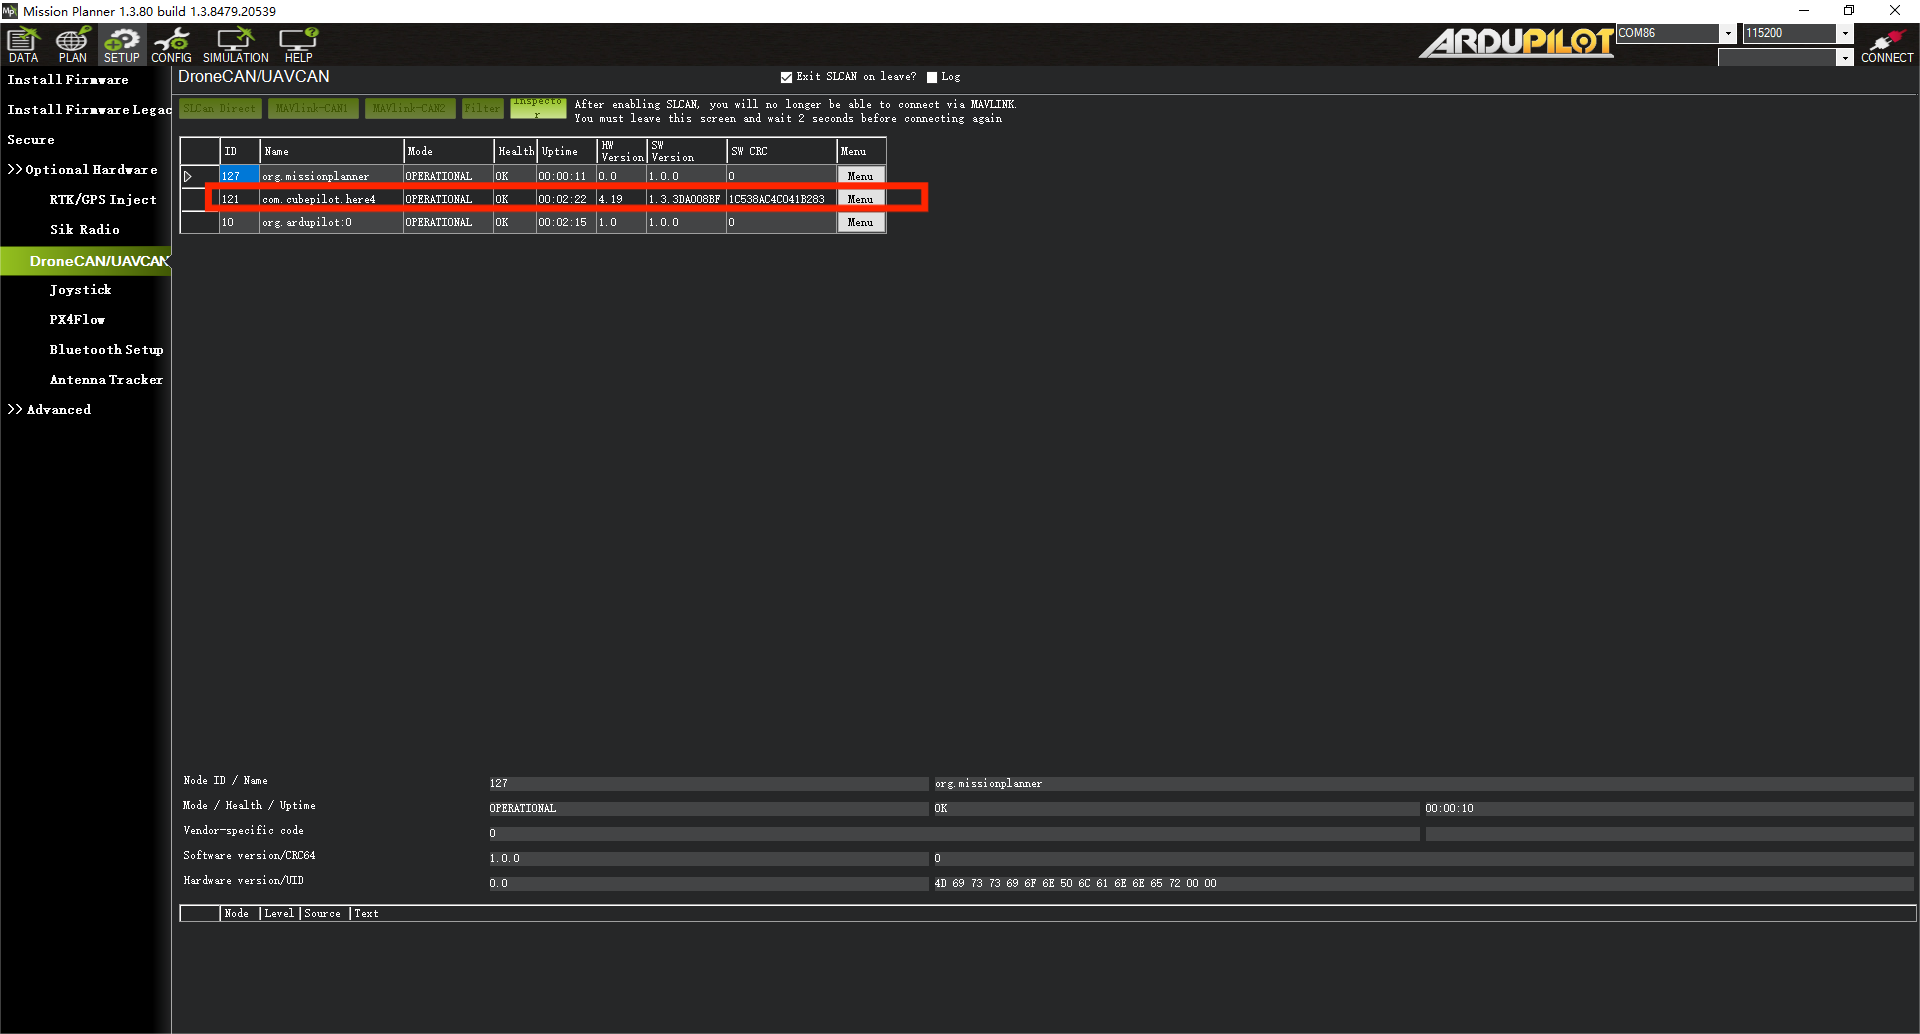 Mission Planner 1.3.80 build 1.3.8479.20539
DATA PLAN SETUP CONFIG SIMULATION HELP
ARDUPILOT
COM86 115200
CONNECT
Install Firmware
Install Firmware Legac
Secure
>> Optional Hardware
RTK/GPS Inject
Sik Radio
DroneCAN/UAVCAN
Joystick
PX4Flow
Bluetooth Setup
Antenna Tracker
>> Advanced
DroneCAN/UAVCAN
Exit SLCAN on leave? Log
SLCan Direct MAVlink-CAN1 MAVlink-CAN2 Filter Inspector
After enabling SLCAN, you will no longer be able to connect via MAVLINK.
You must leave this screen and wait 2 seconds before connecting again
ID Name Mode Health Uptime HW Version SW Version SW CRC Menu
127 org.missionplanner OPERATIONAL OK 00:00:11 0.0 1.0.0 0 Menu
121 com.cubepilot.here4 OPERATIONAL OK 00:02:22 4.19 1.3.3DA008BF 1C538AC4C041B283 Menu
10 org.ardupilot:0 OPERATIONAL OK 00:02:15 1.0 1.0.0 0 Menu
Node ID / Name 127 org.missionplanner
Mode / Health / Uptime OPERATIONAL OK 00:00:10
Vendor-specific code 0
Software version/CRC64 1.0.0 0
Hardware version/UID 0.0 4D 69 73 73 69 6F 6E 50 6C 61 6E 6E 65 72 00 00
Node Level Source Text